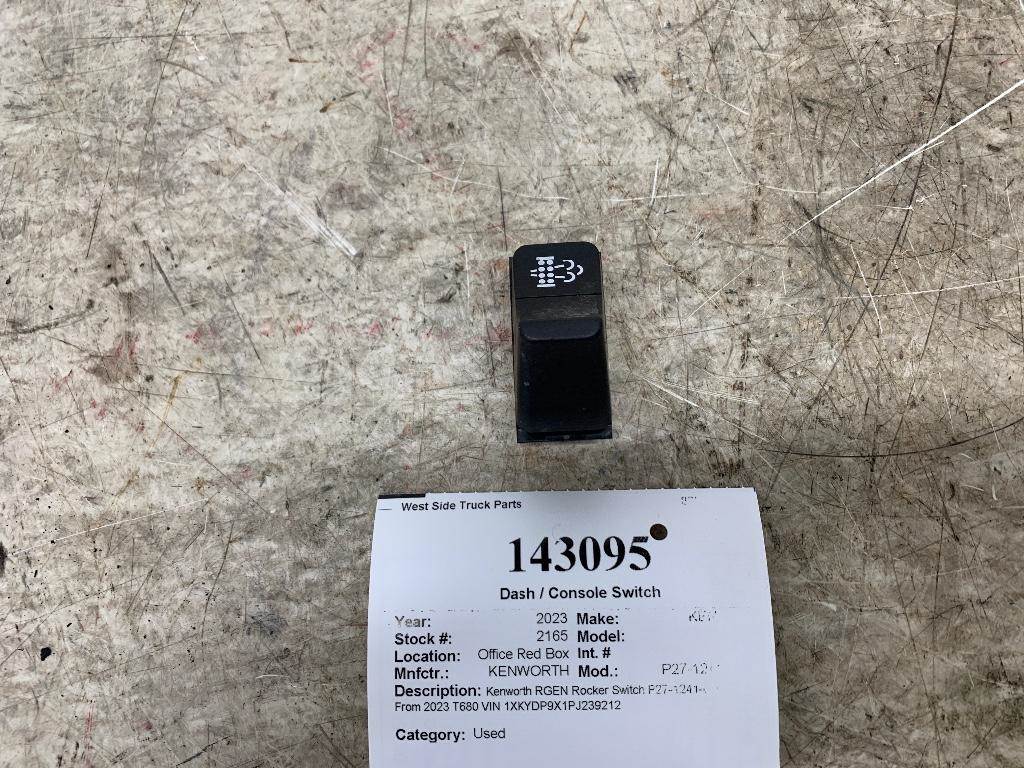 West Side Truck Parts
143095
Dash / Console Switch
Year: 2023 Make:
Stock #: 2165 Model:
Location: Office Red Box Int. #
Mnfctr.: KENWORTH Mod.:
Description: Kenworth RGEN Rocker Switch
From 2023 T680 VIN 1XKYDP9X1PJ239212
Category: Used